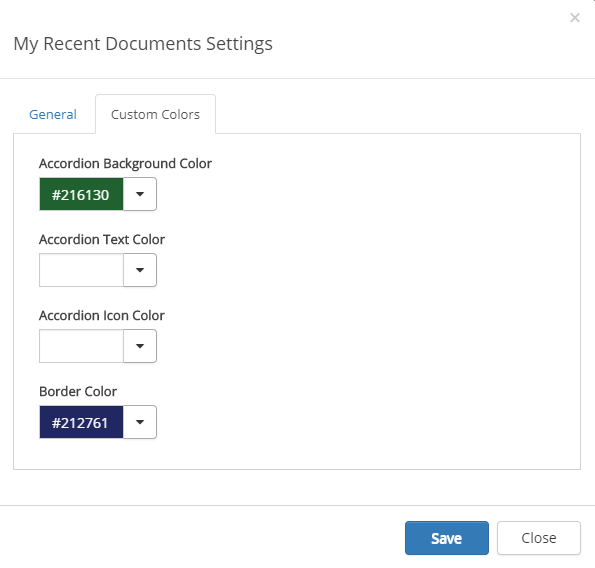 ×
My Recent Documents Settings
General
Custom Colors
Accordion Background Color
#216130
Accordion Text Color
Accordion Icon Color
Border Color
#212761
Save
Close